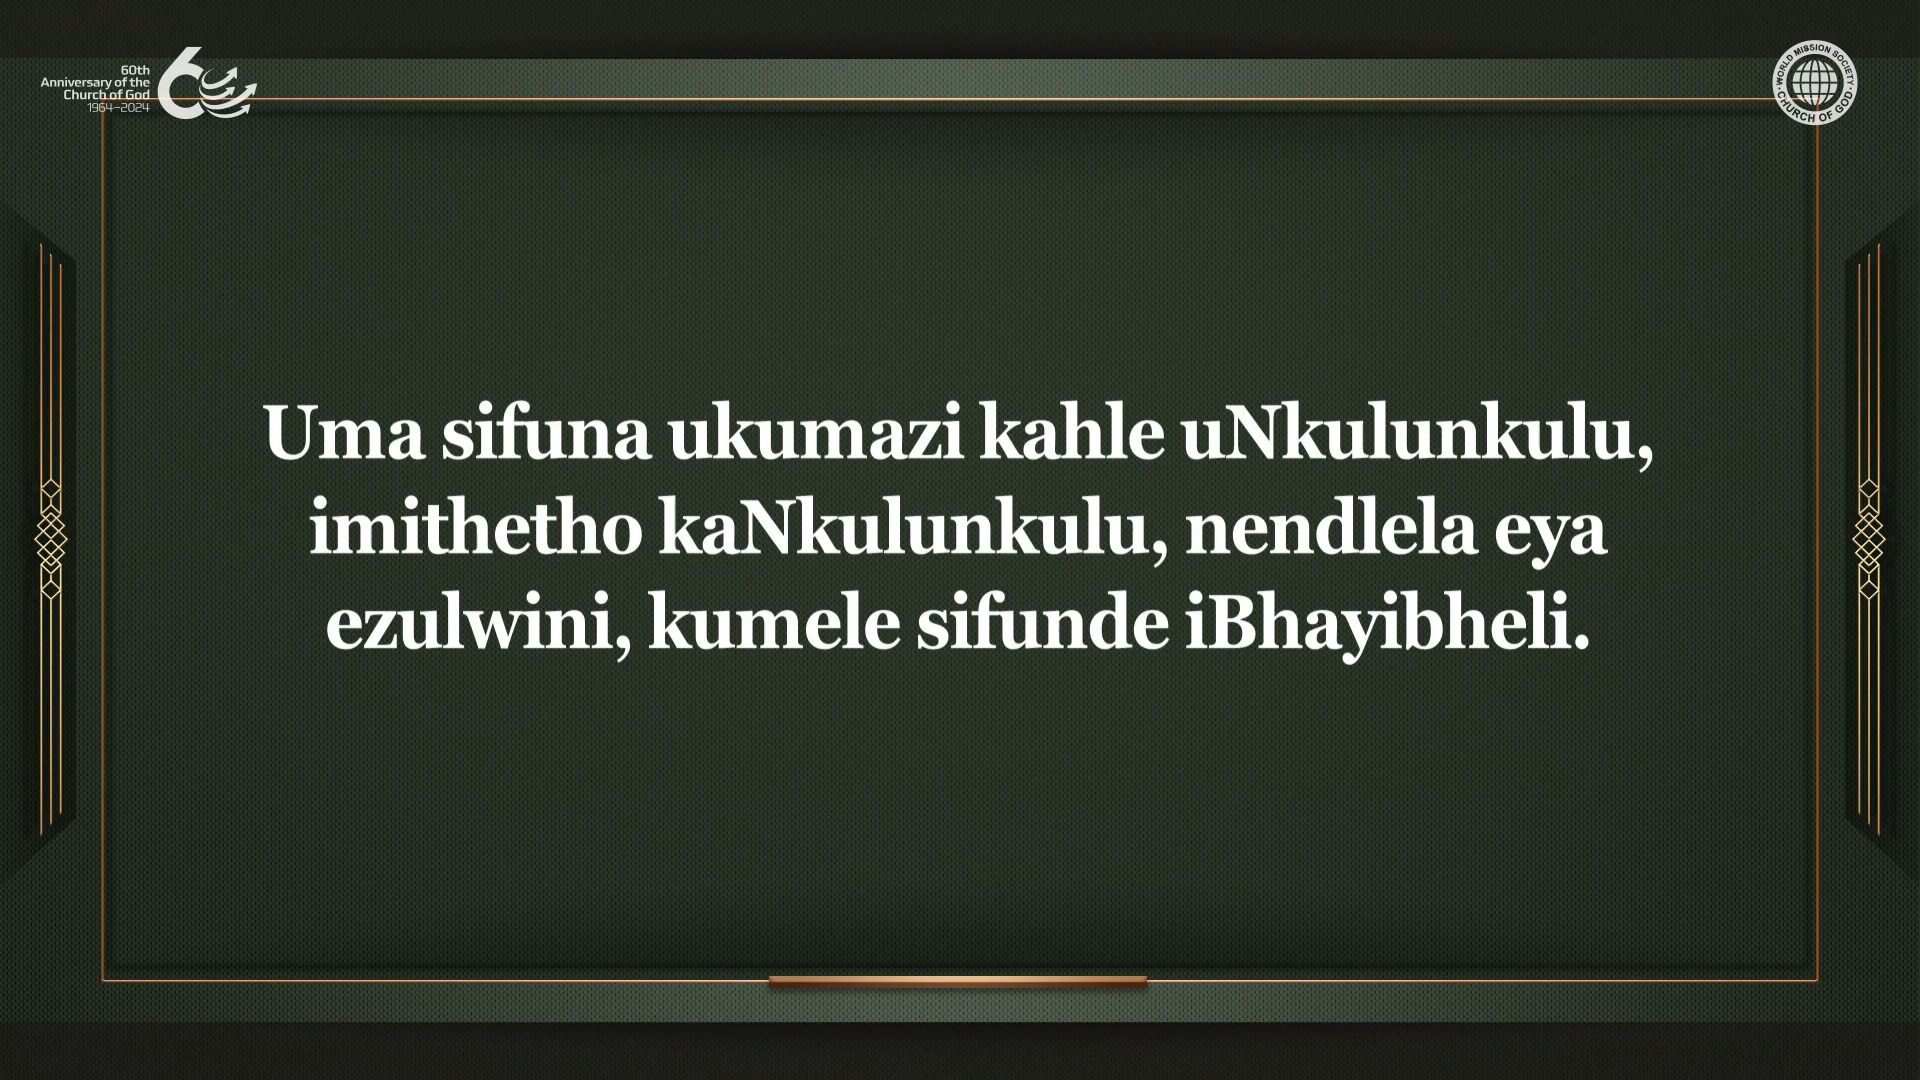 60th
Anniversary of the
Church of God
1964–2024
60
WORLD MISSION SOCIETY
CHURCH OF GOD
Uma sifuna ukumazi kahle uNkulunkulu,
imithetho kaNkulunkulu, nendlela eya
ezulwini, kumele sifunde iBhayibheli.